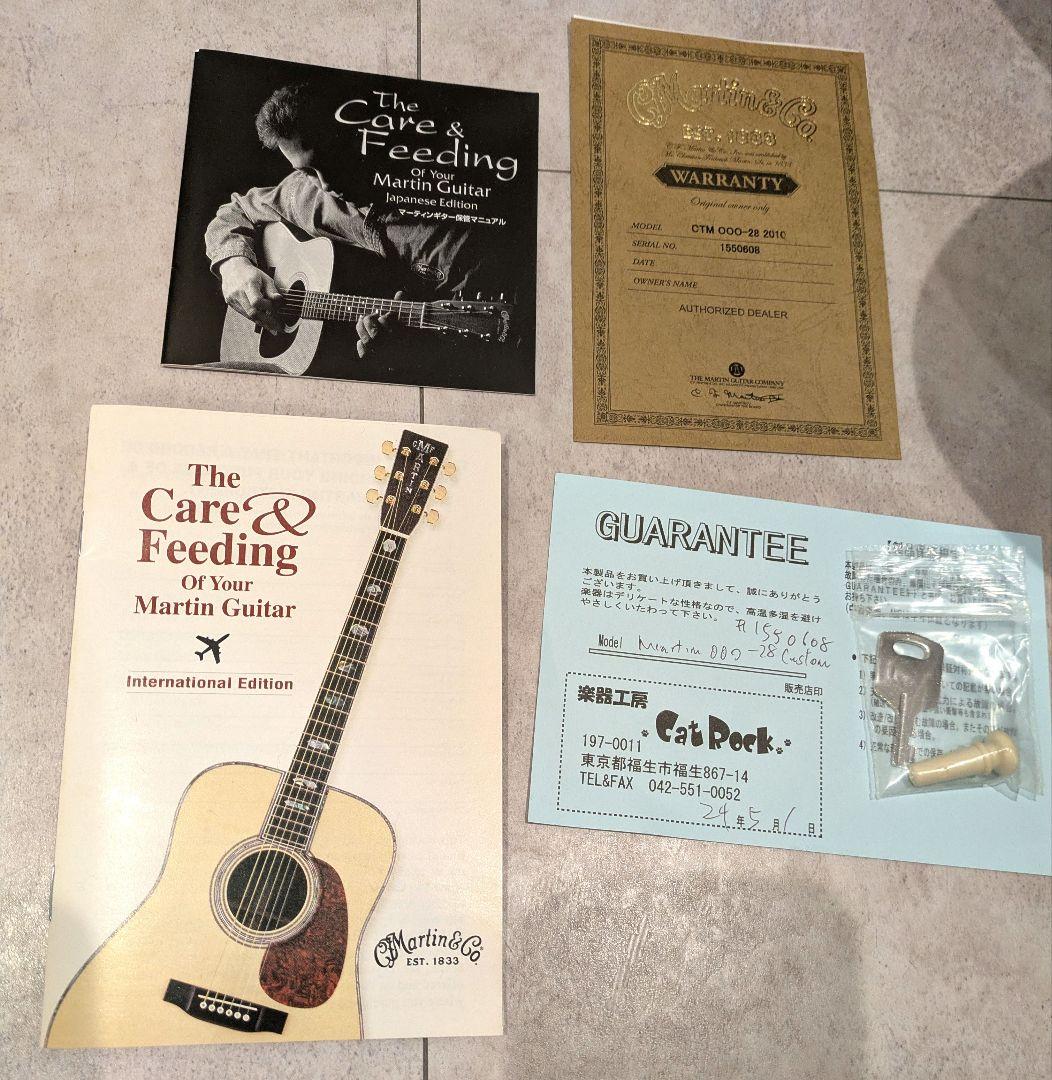 The
Care &
Feeding
Of Your
Martin Guitar
Japanese Edition
マーティンギター保管マニュアル
C.F. Martin & Co.
EST. 1833
WARRANTY
Original owner only
MODEL CTM OOO-28 2010
SERIAL NO. 1550608
DATE
OWNER'S NAME
AUTHORIZED DEALER
THE MARTIN GUITAR COMPANY
The
Care &
Feeding
Of Your
Martin Guitar
International Edition
CF MARTIN
CF Martin & Co.
EST. 1833
GUARANTEE
本製品をお買い上げ頂きまして、誠にありがとう
ございます。
楽器はデリケートな性格なので、高温多湿を避け
やさしくいたわって下さい。 #1550608
Model Martin 000-28 Custom
販売店印
楽器工房
Cat Rock
197-0011
東京都福生市福生867-14
TEL&FAX 042-551-0052
24年5月1日